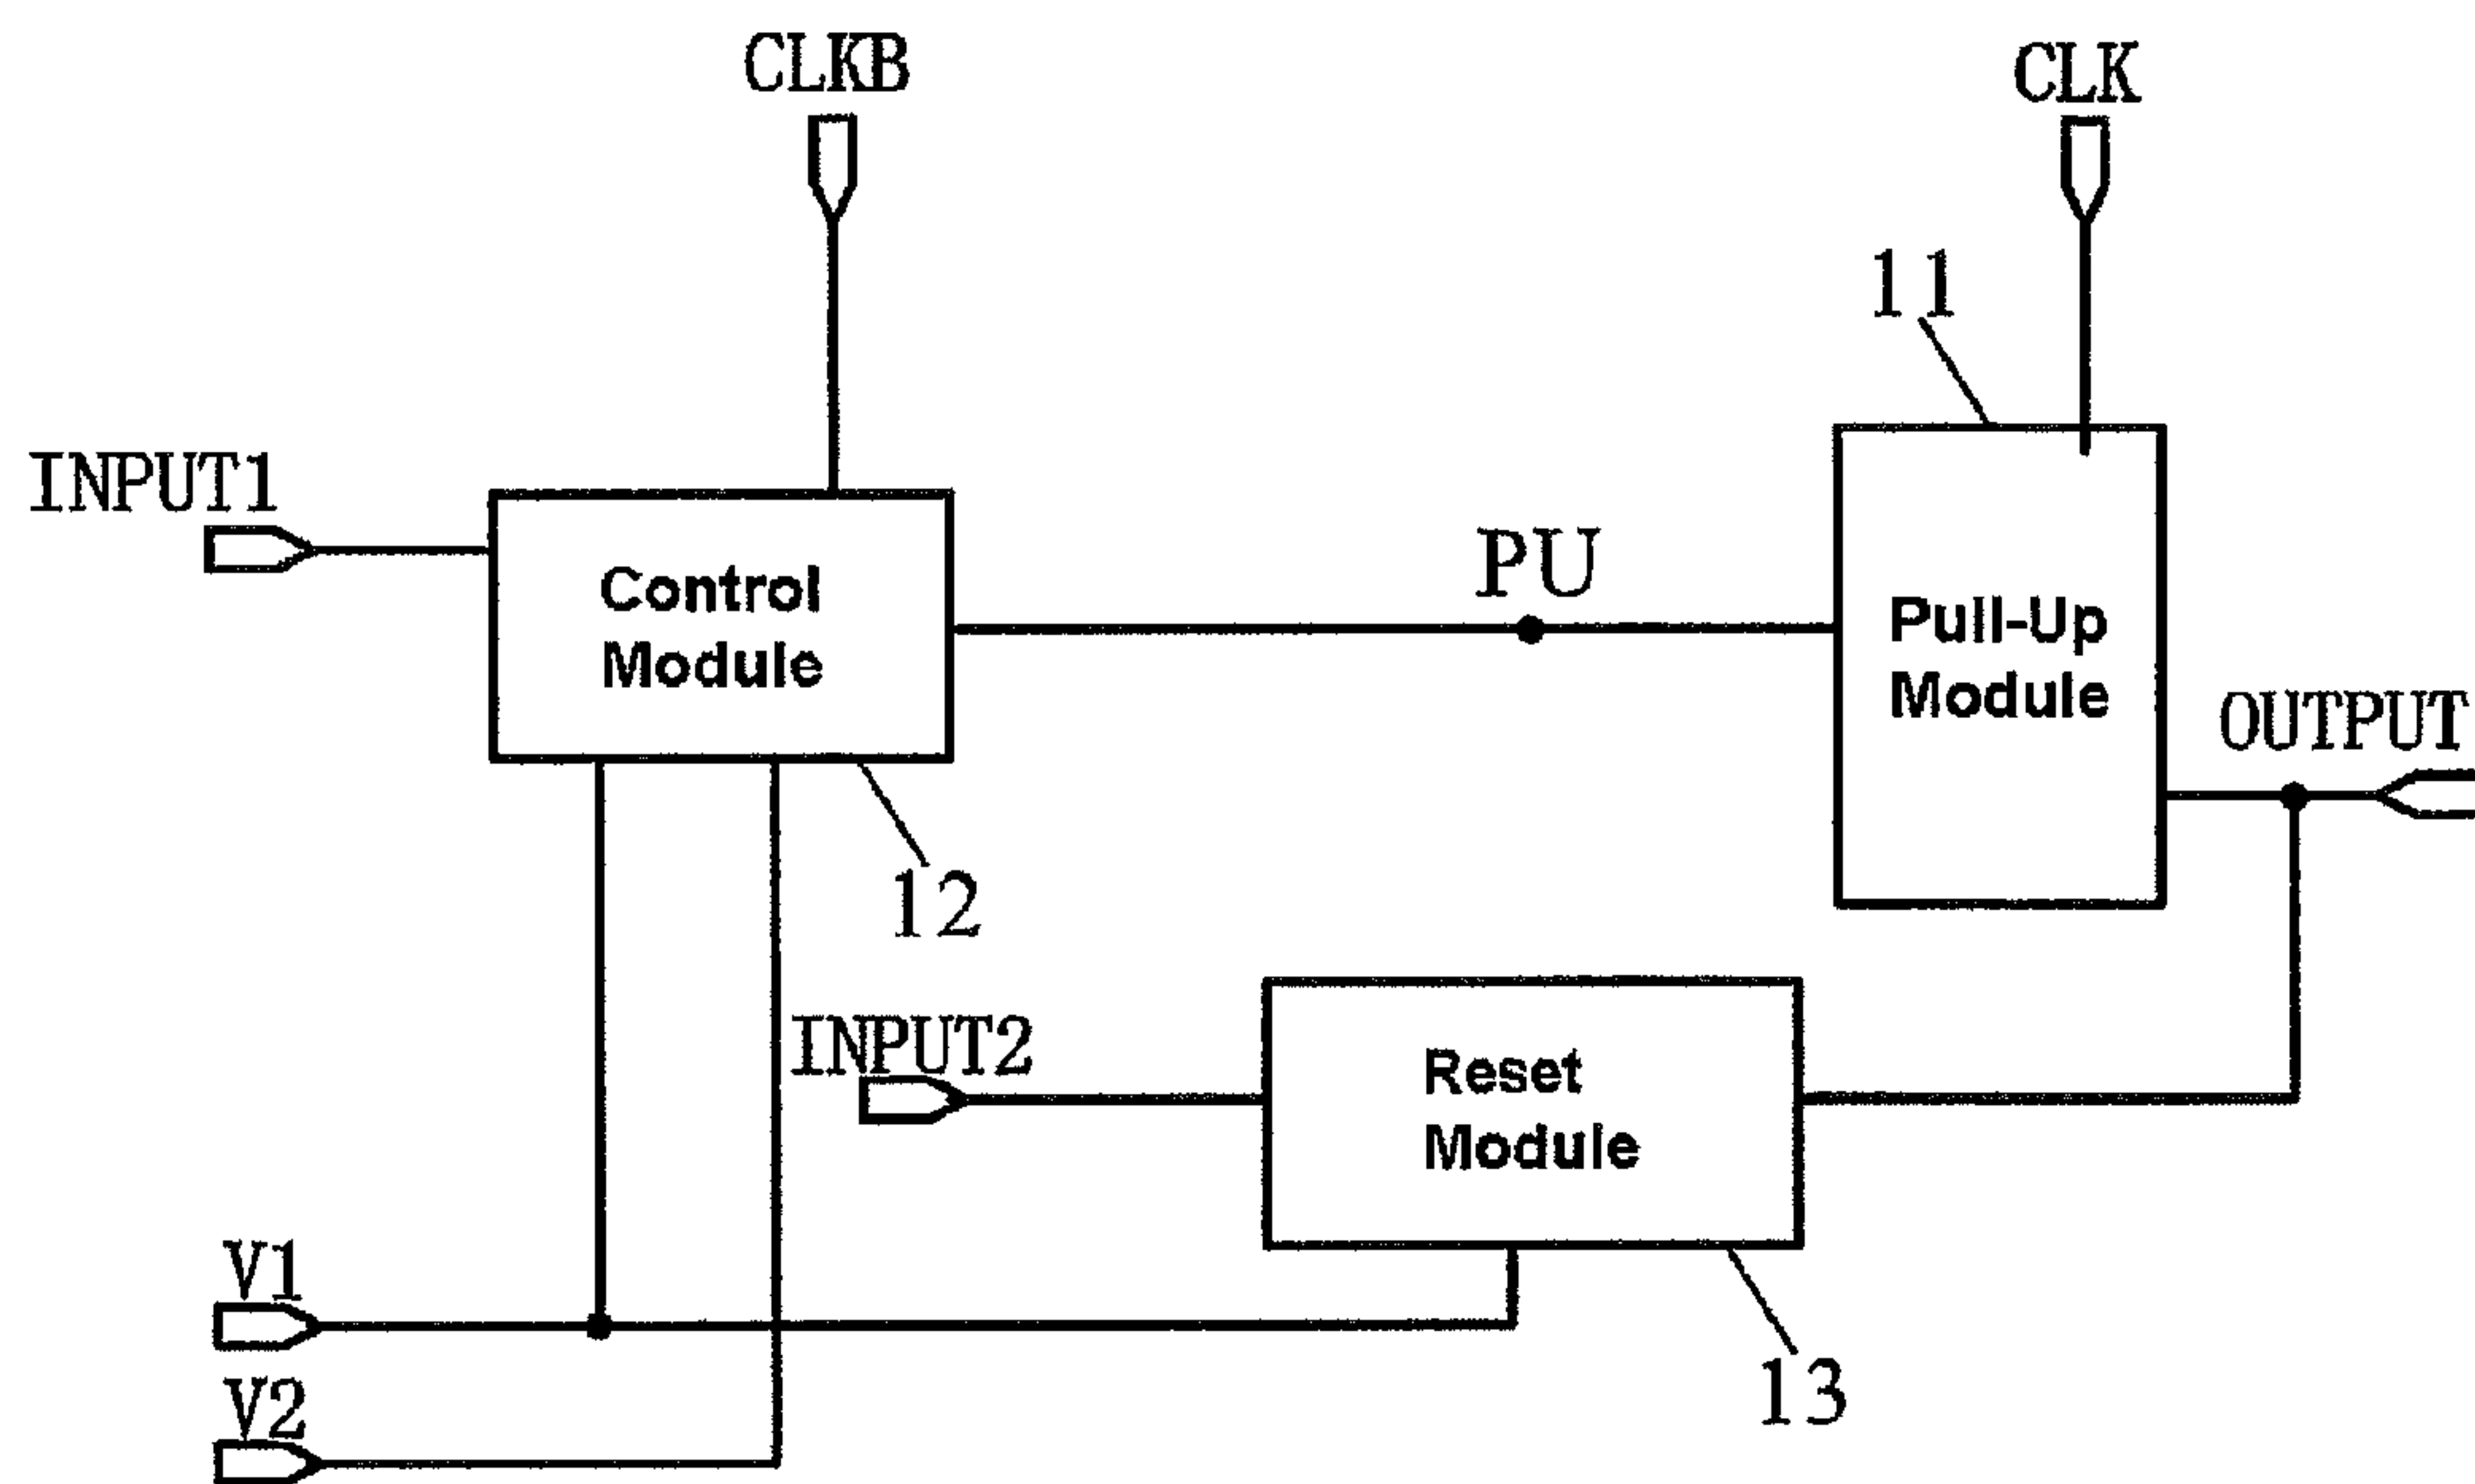 CLKB
CLK
11
INPUT1
Control
Module
PU
Pull-Up
Module
OUTPUT
12
INPUT2
Reset
Module
V1
13
V2